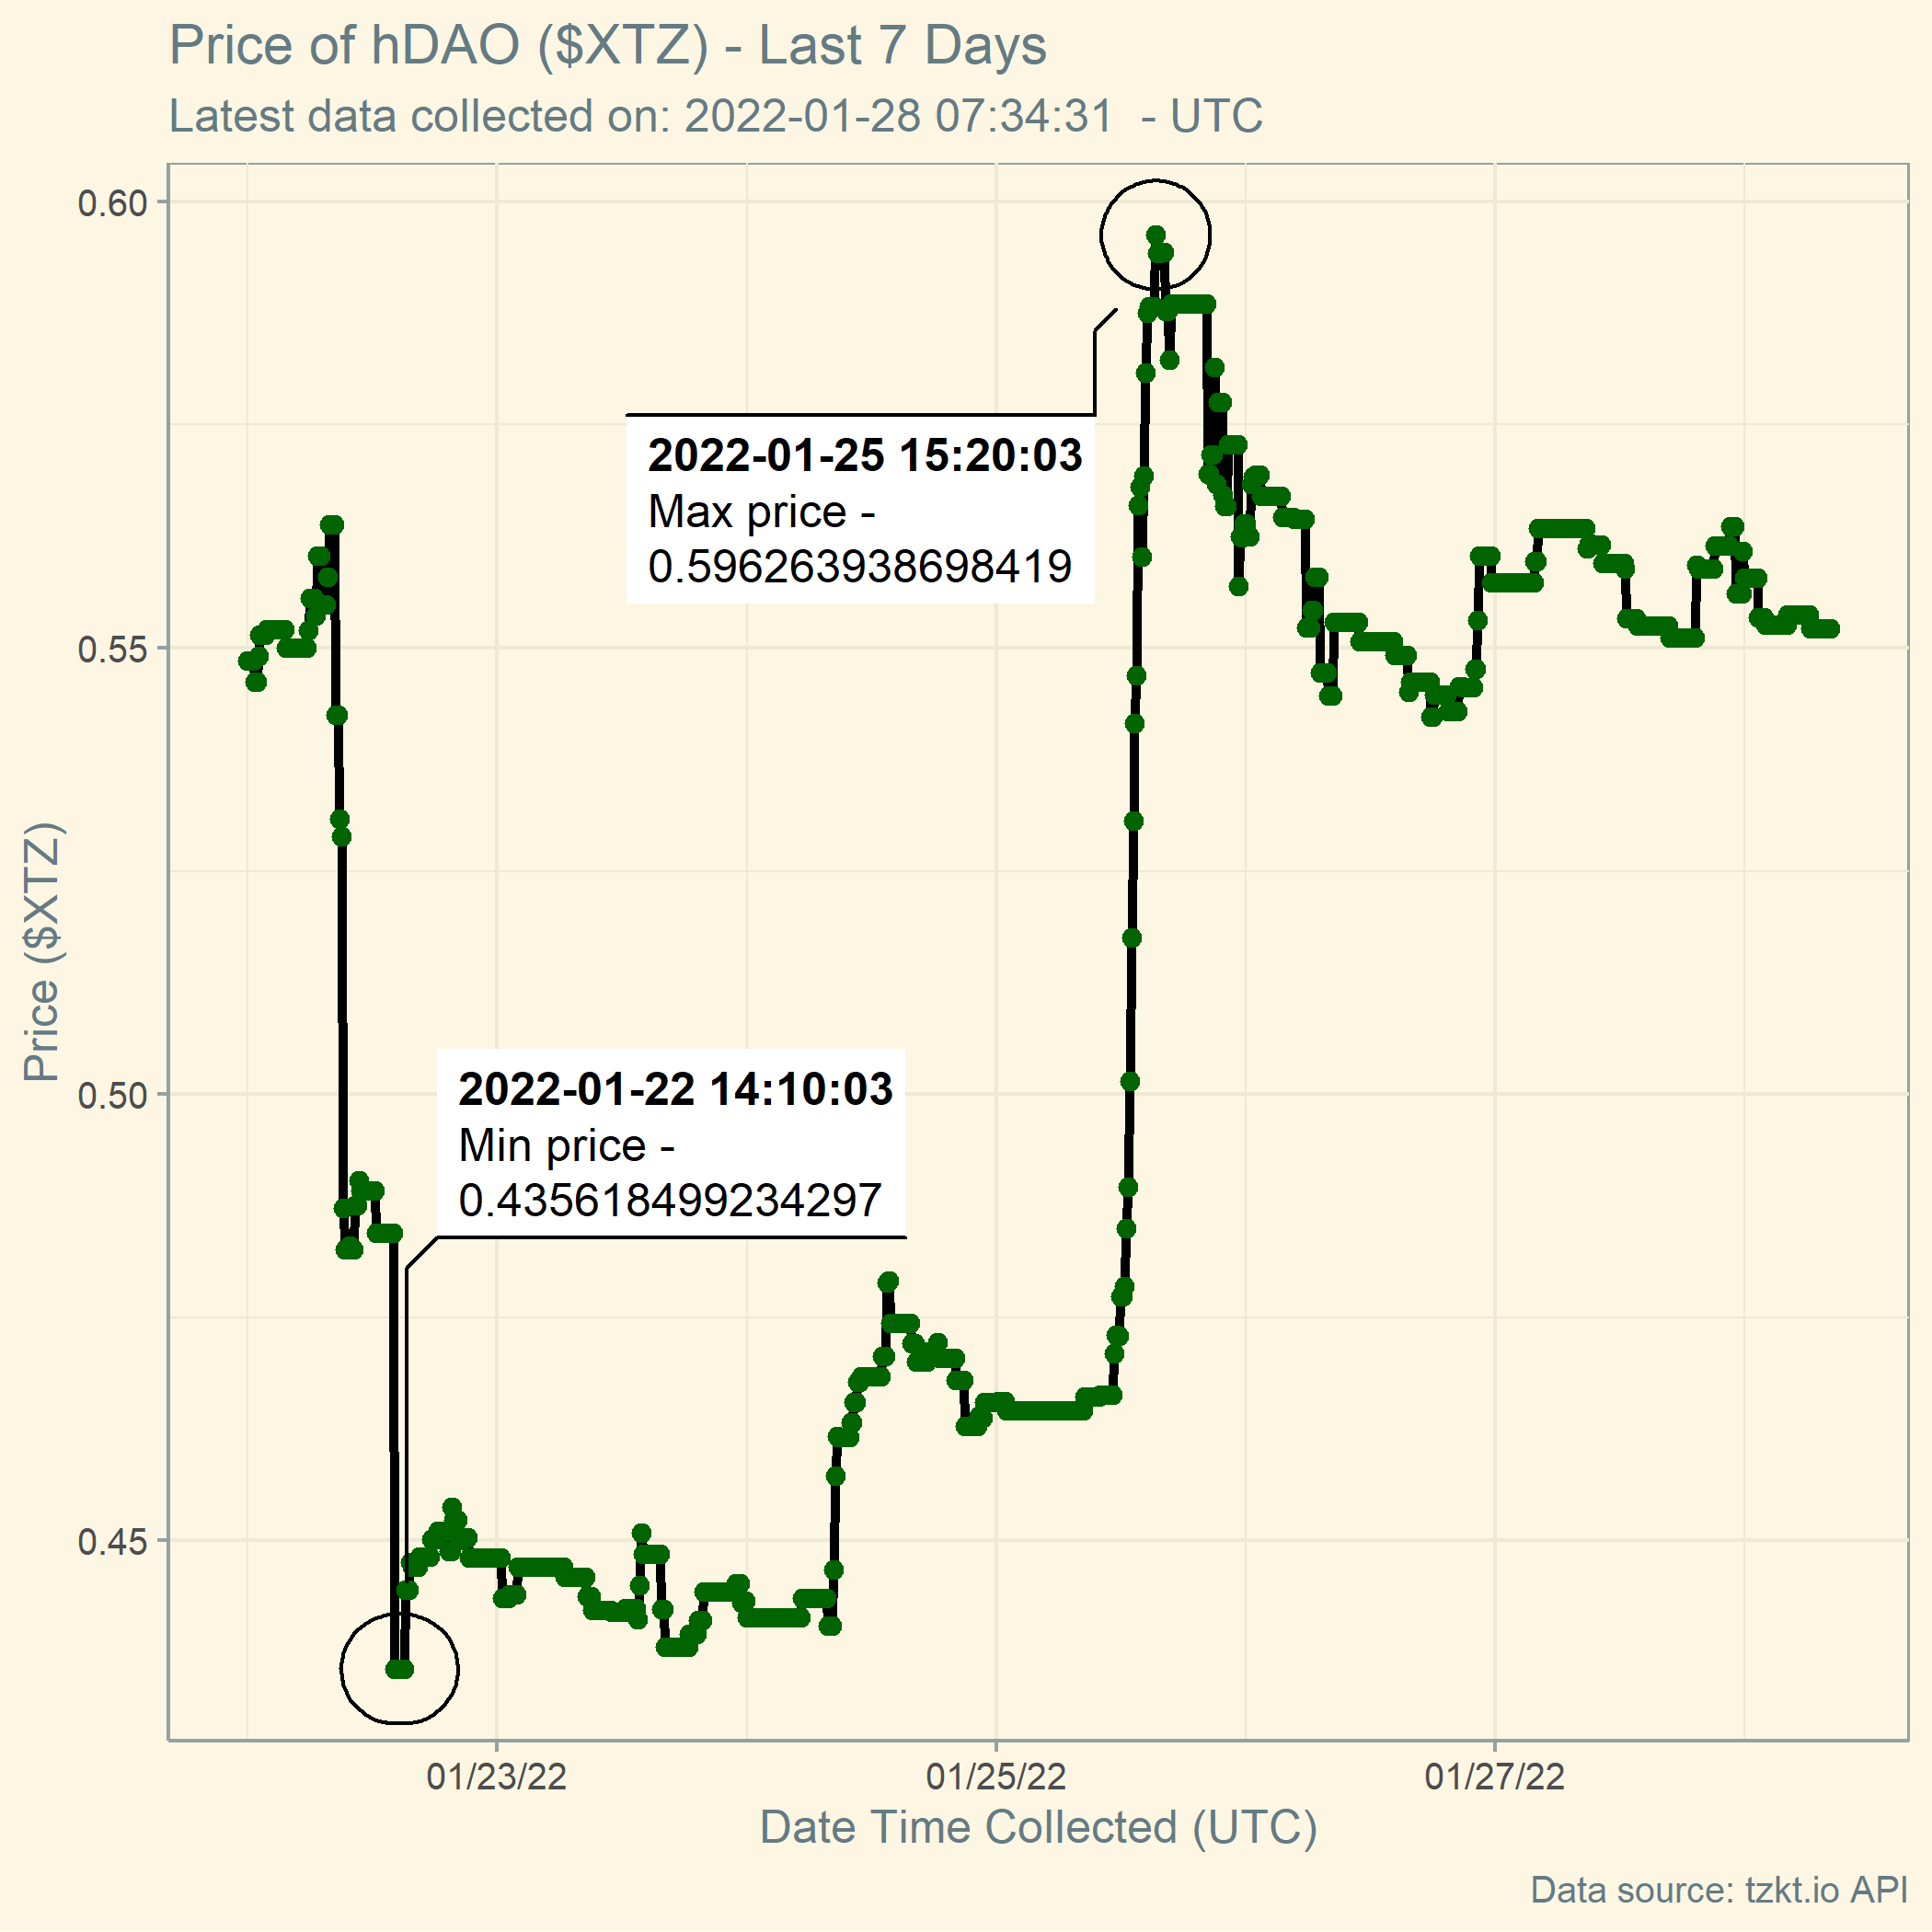 Price of hDAO ($XTZ) - Last 7 Days
Latest data collected on: 2022-01-28 07:34:31  - UTC
0.60
0.55
0.50
0.45
Price ($XTZ)
2022-01-25 15:20:03
Max price -
0.596263938698419
2022-01-22 14:10:03
Min price -
0.435618499234297
01/23/22
01/25/22
01/27/22
Date Time Collected (UTC)
Data source: tzkt.io API